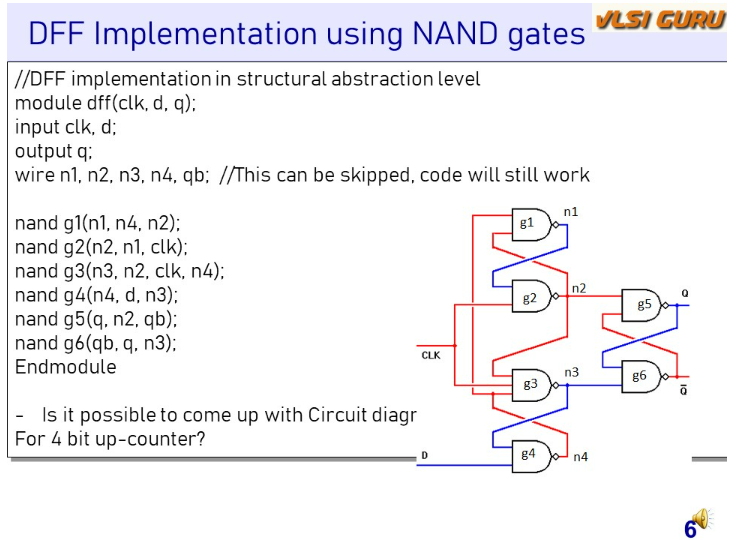 DFF Implementation using NAND gates
VLSI GURU
//DFF implementation in structural abstraction level
module dff(clk, d, q);
input clk, d;
output q;
wire n1, n2, n3, n4, qb; //This can be skipped, code will still work
nand g1(n1, n4, n2);
nand g2(n2, n1, clk);
nand g3(n3, n2, clk, n4);
nand g4(n4, d, n3);
nand g5(q, n2, qb);
nand g6(qb, q, n3);
Endmodule
- Is it possible to come up with Circuit diagr
For 4 bit up-counter?
g1
n1
g2
n2
g5
Q
CLK
g3
n3
g6
Q̅
D
g4
n4
6